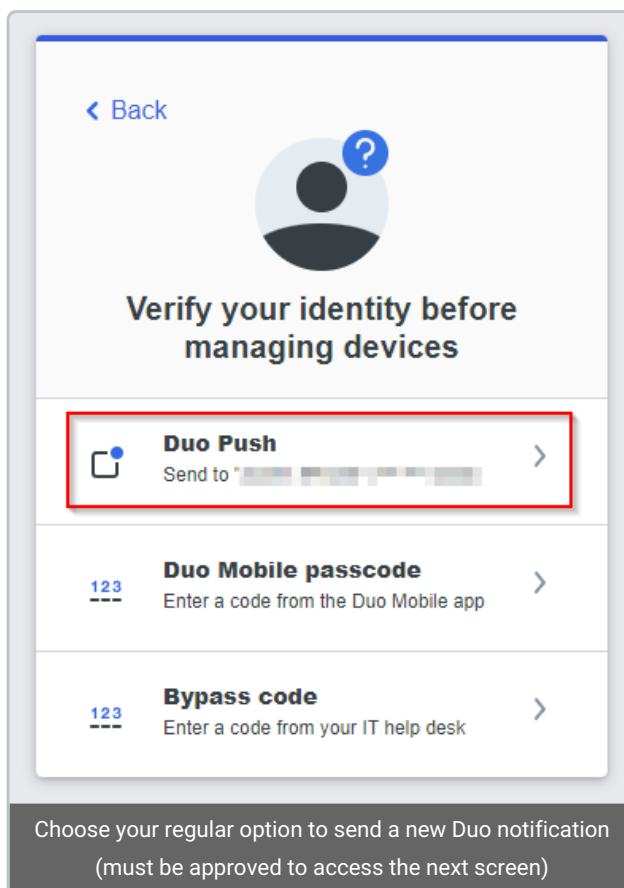 Back
?
Verify your identity before
managing devices
Duo Push
Send to "
123
Duo Mobile passcode
Enter a code from the Duo Mobile app
123
Bypass code
Enter a code from your IT help desk
Choose your regular option to send a new Duo notification
(must be approved to access the next screen)